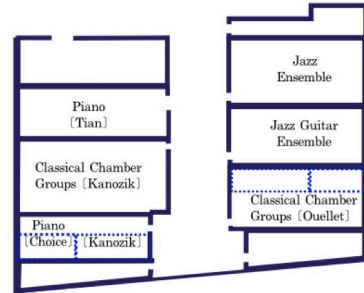 Jazz
Ensemble
Piano
[Tian]
Jazz Guitar
Ensemble
Classical Chamber
Groups [Kanozik]
Classical Chamber
Groups [Ouellet]
Piano
[Choice]
[Kanozik]